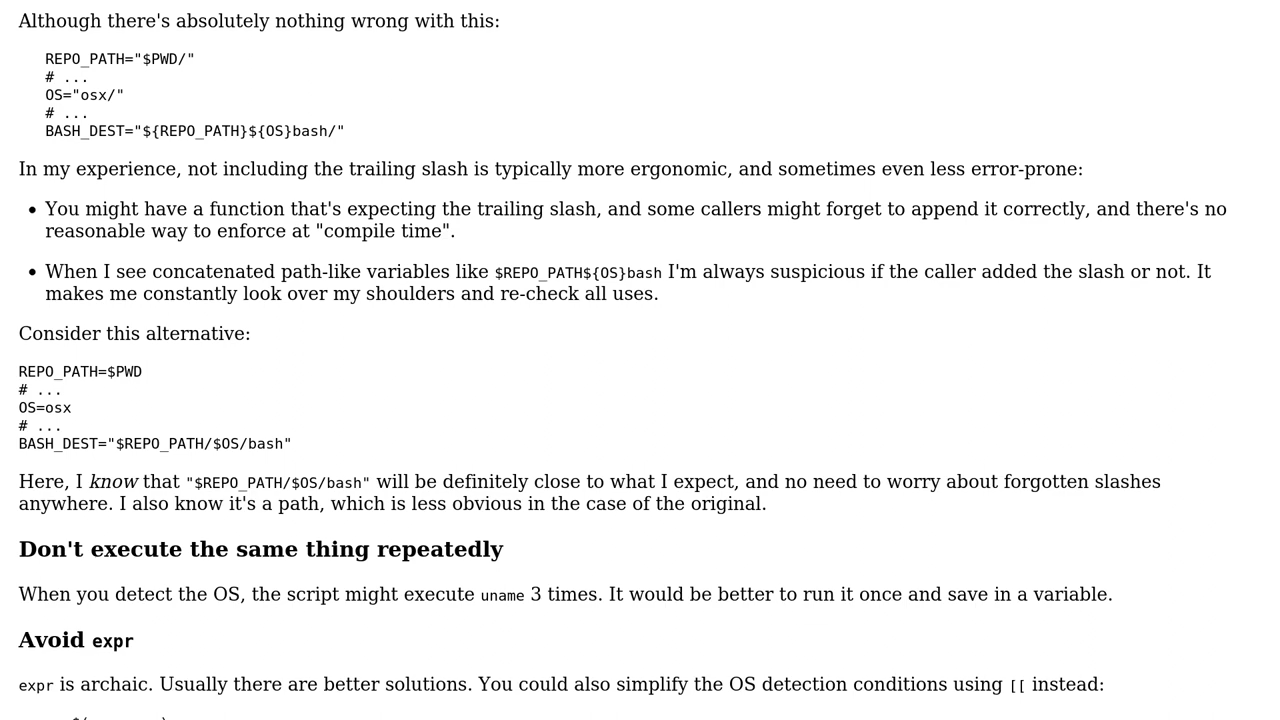 Although there's absolutely nothing wrong with this:
REPO_PATH="$PWD/"
# ...
OS="osx/"
# ...
BASH_DEST="${REPO_PATH}${OS}bash/"
In my experience, not including the trailing slash is typically more ergonomic, and sometimes even less error-prone:
• You might have a function that's expecting the trailing slash, and some callers might forget to append it correctly, and there's no
reasonable way to enforce at "compile time".
• When I see concatenated path-like variables like $REPO_PATH${OS}bash I'm always suspicious if the caller added the slash or not. It
makes me constantly look over my shoulders and re-check all uses.
Consider this alternative:
REPO_PATH=$PWD
# ...
OS=osx
# ...
BASH_DEST="$REPO_PATH/$OS/bash"
Here, I know that "$REPO_PATH/$OS/bash" will be definitely close to what I expect, and no need to worry about forgotten slashes
anywhere. I also know it's a path, which is less obvious in the case of the original.
Don't execute the same thing repeatedly
When you detect the OS, the script might execute uname 3 times. It would be better to run it once and save in a variable.
Avoid expr
expr is archaic. Usually there are better solutions. You could also simplify the OS detection conditions using [[ instead: